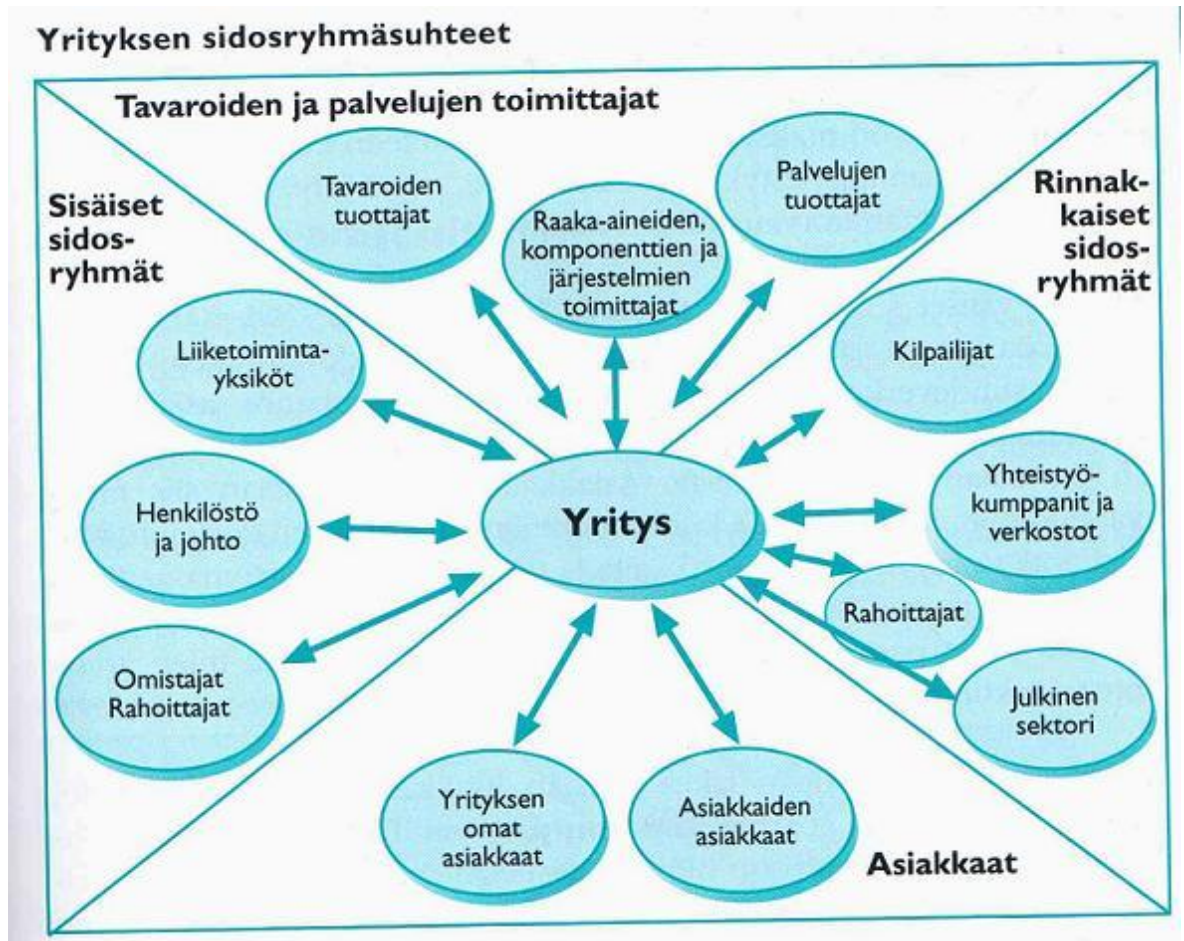 Yrityksen sidosryhmäsuhteet
Tavaroiden ja palvelujen toimittajat
Sisäiset
sidos-
ryhmät
Rinnak-
kaiset
sidos-
ryhmät
Tavaroiden
tuottajat
Raaka-aineiden,
komponenttien ja
järjestelmien
toimittajat
Palvelujen
tuottajat
Liiketoiminta-
yksiköt
Kilpailijat
Henkilöstö
ja johto
Yritys
Yhteistyö-
kumppanit ja
verkostot
Rahoittajat
Omistajat
Rahoittajat
Julkinen
sektori
Yrityksen
omat
asiakkaat
Asiakkaiden
asiakkaat
Asiakkaat